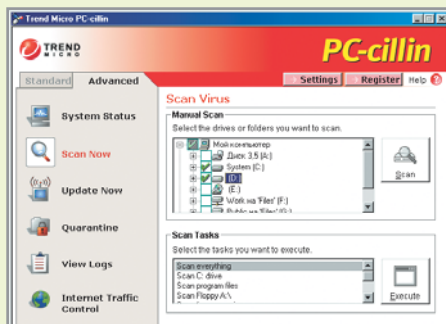 Trend Micro PC-cillin
TREND
MICRO
PC-cillin
Standard
Advanced
Settings
Register
Help
System Status
Scan Now
Update Now
Quarantine
View Logs
Internet Traffic
Control
Scan Virus
Manual Scan
Select the drives or folders you want to scan.
Мой компьютер
Диск 3,5 (A:)
System (C:)
(D:)
(E:)
Work на 'Files' (F:)
Public на 'Files' (G:)
Scan
Scan Tasks
Select the tasks you want to execute.
Scan everything
Scan C: drive
Scan program files
Scan Floppy A:\
Execute